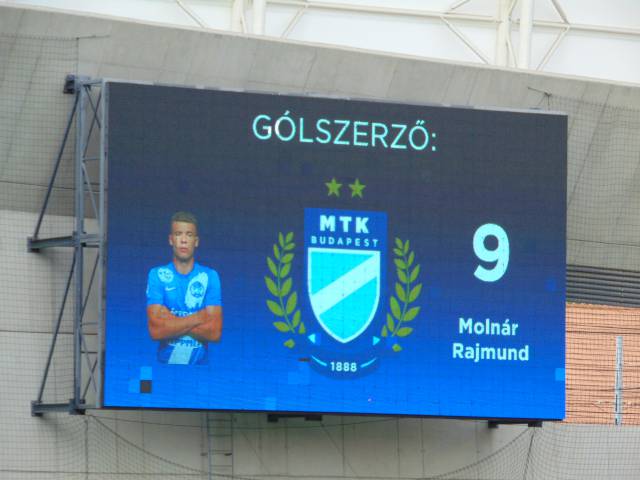 GÓLSZERZŐ:
MTK
BUDAPEST
1888
9
Molnár
Rajmund